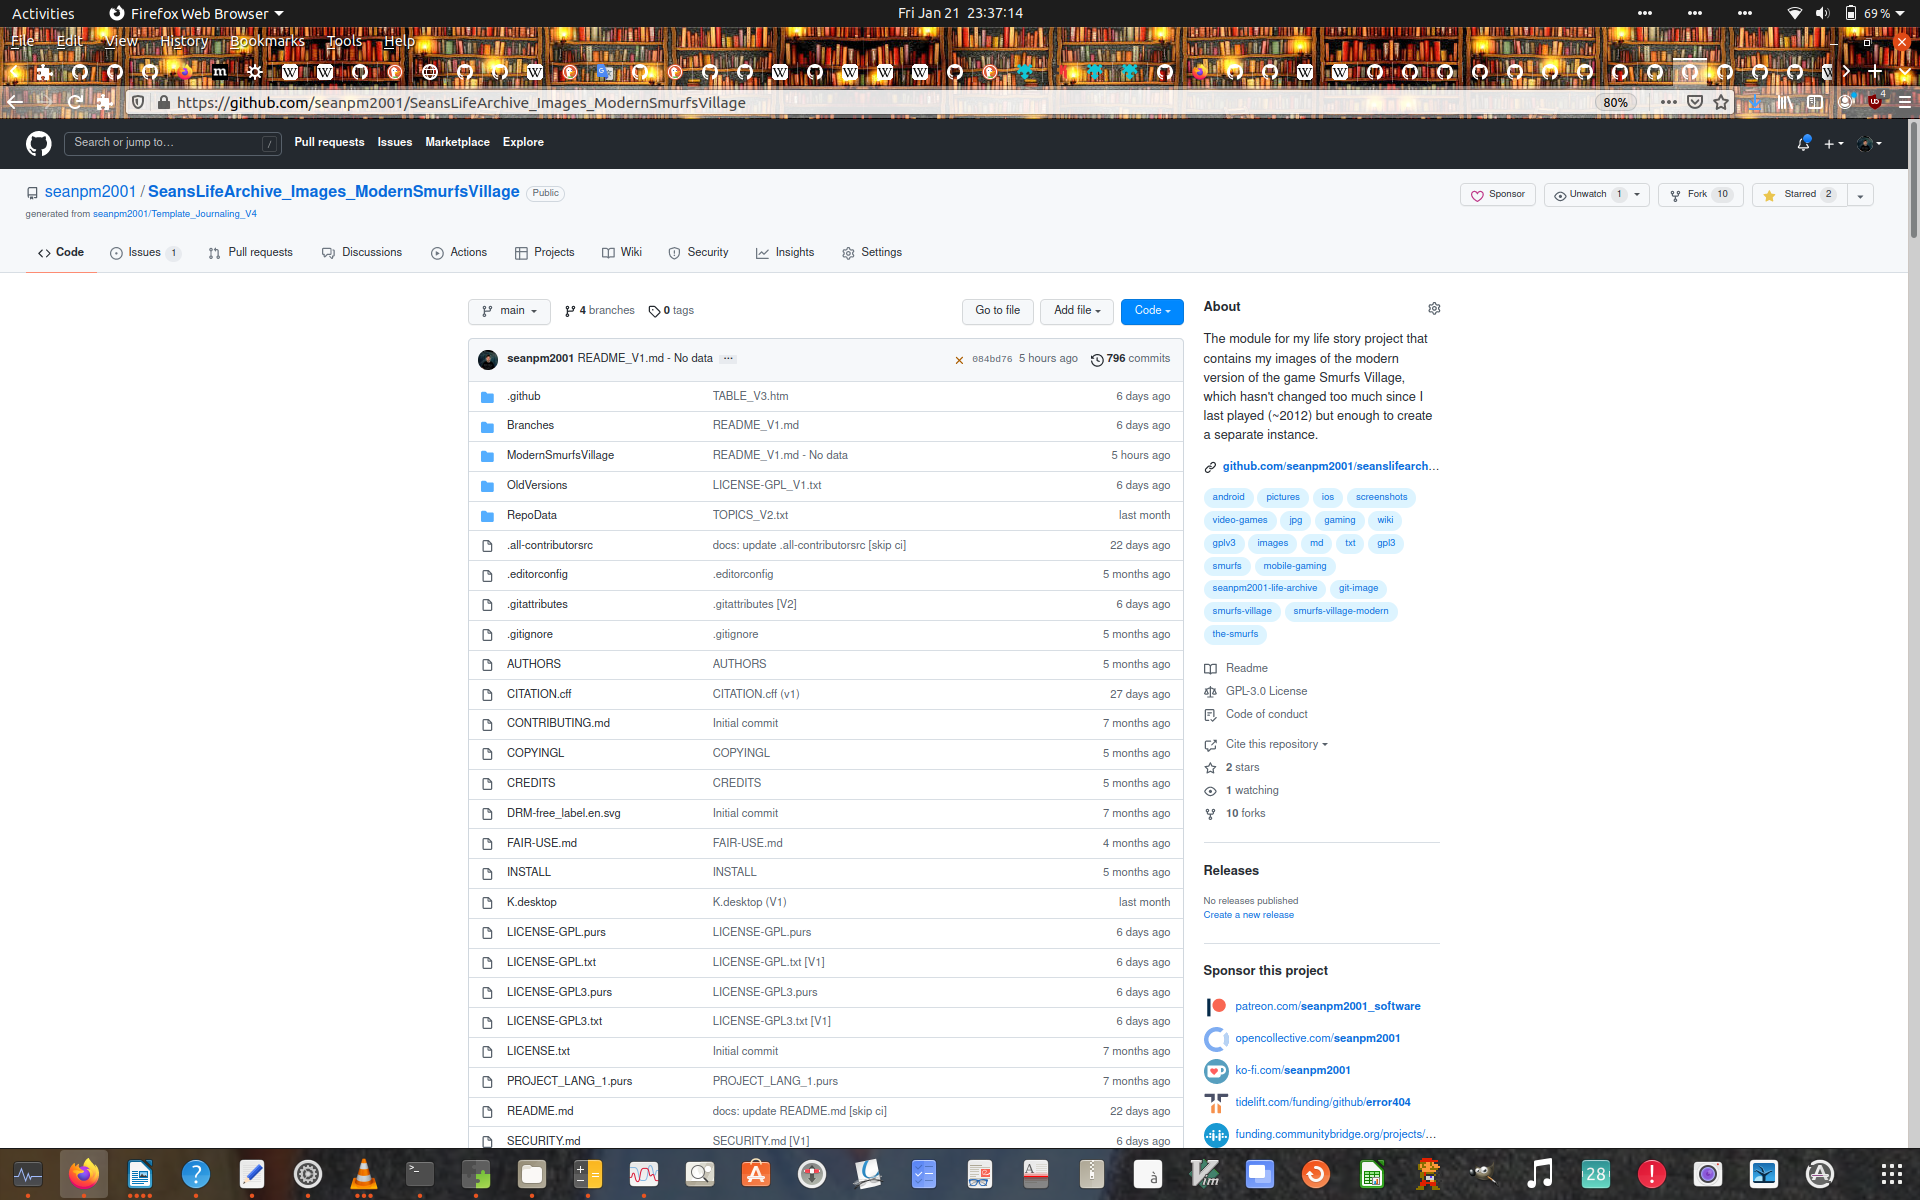 Activities Firefox Web Browser Fri Jan 21 23:37:14 69 %
File Edit View History Bookmarks Tools Help
https://github.com/seanpm2001/SeansLifeArchive_Images_ModernSmurfsVillage 80%
Search or jump to… / Pull requests Issues Marketplace Explore
seanpm2001 / SeansLifeArchive_Images_ModernSmurfsVillage Public Sponsor Unwatch 1 Fork 10 Starred 2
generated from seanpm2001/Template_Journaling_V4
Code Issues 1 Pull requests Discussions Actions Projects Wiki Security Insights Settings
main 4 branches 0 tags Go to file Add file Code
seanpm2001 README_V1.md - No data ... 084bd76 5 hours ago 796 commits
.github TABLE_V3.htm 6 days ago
Branches README_V1.md 6 days ago
ModernSmurfsVillage README_V1.md - No data 5 hours ago
OldVersions LICENSE-GPL_V1.txt 6 days ago
RepoData TOPICS_V2.txt last month
.all-contributorsrc docs: update .all-contributorsrc [skip ci] 22 days ago
.editorconfig .editorconfig 5 months ago
.gitattributes .gitattributes [V2] 6 days ago
.gitignore .gitignore 5 months ago
AUTHORS AUTHORS 5 months ago
CITATION.cff CITATION.cff (v1) 27 days ago
CONTRIBUTING.md Initial commit 7 months ago
COPYINGL COPYINGL 5 months ago
CREDITS CREDITS 5 months ago
DRM-free_label.en.svg Initial commit 7 months ago
FAIR-USE.md FAIR-USE.md 4 months ago
INSTALL INSTALL 5 months ago
K.desktop K.desktop (V1) last month
LICENSE-GPL.purs LICENSE-GPL.purs 6 days ago
LICENSE-GPL.txt LICENSE-GPL.txt [V1] 6 days ago
LICENSE-GPL3.purs LICENSE-GPL3.purs 6 days ago
LICENSE-GPL3.txt LICENSE-GPL3.txt [V1] 6 days ago
LICENSE.txt Initial commit 7 months ago
PROJECT_LANG_1.purs PROJECT_LANG_1.purs 7 months ago
README.md docs: update README.md [skip ci] 22 days ago
SECURITY.md SECURITY.md [V1] 6 days ago
About
The module for my life story project that
contains my images of the modern
version of the game Smurfs Village,
which hasn't changed too much since I
last played (~2012) but enough to create
a separate instance.
github.com/seanpm2001/seanslifearch…
android pictures ios screenshots
video-games jpg gaming wiki
gplv3 images md txt gpl3
smurfs mobile-gaming
seanpm2001-life-archive git-image
smurfs-village smurfs-village-modern
the-smurfs
Readme
GPL-3.0 License
Code of conduct
Cite this repository
2 stars
1 watching
10 forks
Releases
No releases published
Create a new release
Sponsor this project
patreon.com/seanpm2001_software
opencollective.com/seanpm2001
ko-fi.com/seanpm2001
tidelift.com/funding/github/error404
funding.communitybridge.org/projects/…
28